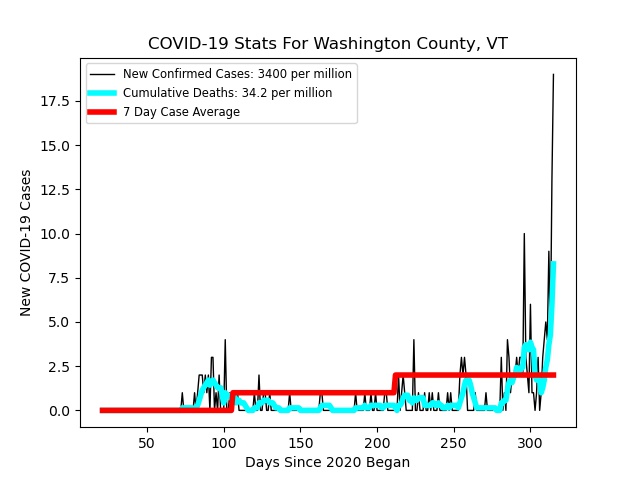 COVID-19 Stats For Washington County, VT
New Confirmed Cases: 3400 per million
Cumulative Deaths: 34.2 per million
7 Day Case Average
New COVID-19 Cases
17.5
15.0
12.5
10.0
7.5
5.0
2.5
0.0
50 100 150 200 250 300
Days Since 2020 Began